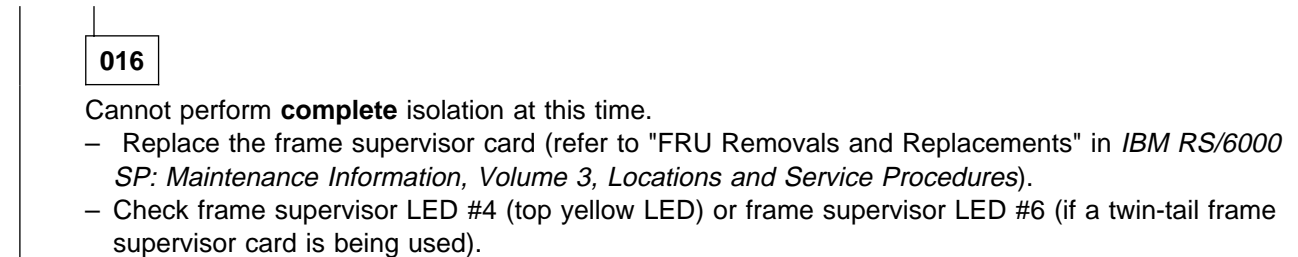 016
Cannot perform complete isolation at this time.
– Replace the frame supervisor card (refer to "FRU Removals and Replacements" in IBM RS/6000
SP: Maintenance Information, Volume 3, Locations and Service Procedures).
– Check frame supervisor LED #4 (top yellow LED) or frame supervisor LED #6 (if a twin-tail frame
supervisor card is being used).